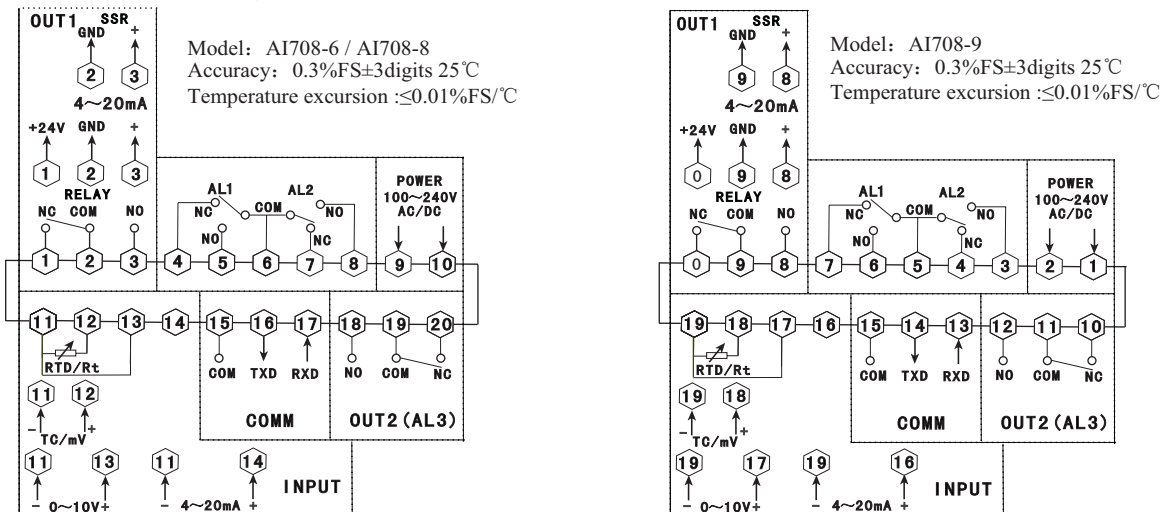 OUT1 SSR
GND +
2 3
4～20mA
+24V GND +
1 2 3
RELAY
NC COM NO
Model： AI708-6 / AI708-8
Accuracy： 0.3%FS±3digits 25℃
Temperature excursion :≤0.01%FS/℃
AL1 AL2
NC COM NO
NO NC
POWER
100～240V
AC/DC
1 2 3 4 5 6 7 8 9 10
11 12 13 14 15 16 17 18 19 20
RTD/Rt
COM TXD RXD NO COM NC
11 12
- TC/mV +
COMM OUT2(AL3)
11 13 11 14
- 0～10V+ - 4～20mA +
INPUT
OUT1 SSR
GND +
9 8
4～20mA
+24V GND +
0 9 8
RELAY
NC COM NO
Model： AI708-9
Accuracy： 0.3%FS±3digits 25℃
Temperature excursion :≤0.01%FS/℃
AL1 AL2
NC COM NO
NO NC
POWER
100～240V
AC/DC
0 9 8 7 6 5 4 3 2 1
19 18 17 16 15 14 13 12 11 10
RTD/Rt
COM TXD RXD NO COM NC
19 18
- TC/mV +
COMM OUT2(AL3)
19 17 19 16
- 0～10V+ - 4～20mA +
INPUT